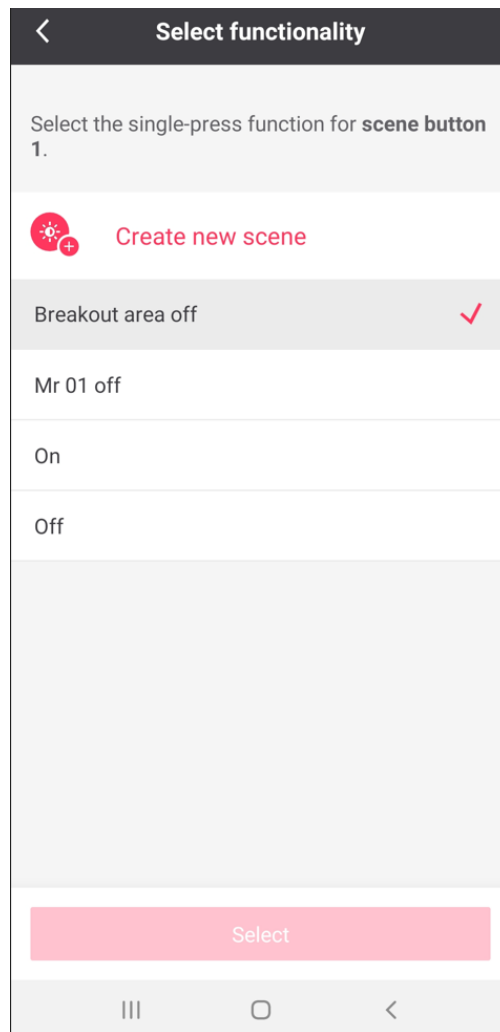 Select functionality
Select the single-press function for scene button
1.
Create new scene
Breakout area off
Mr 01 off
On
Off
Select